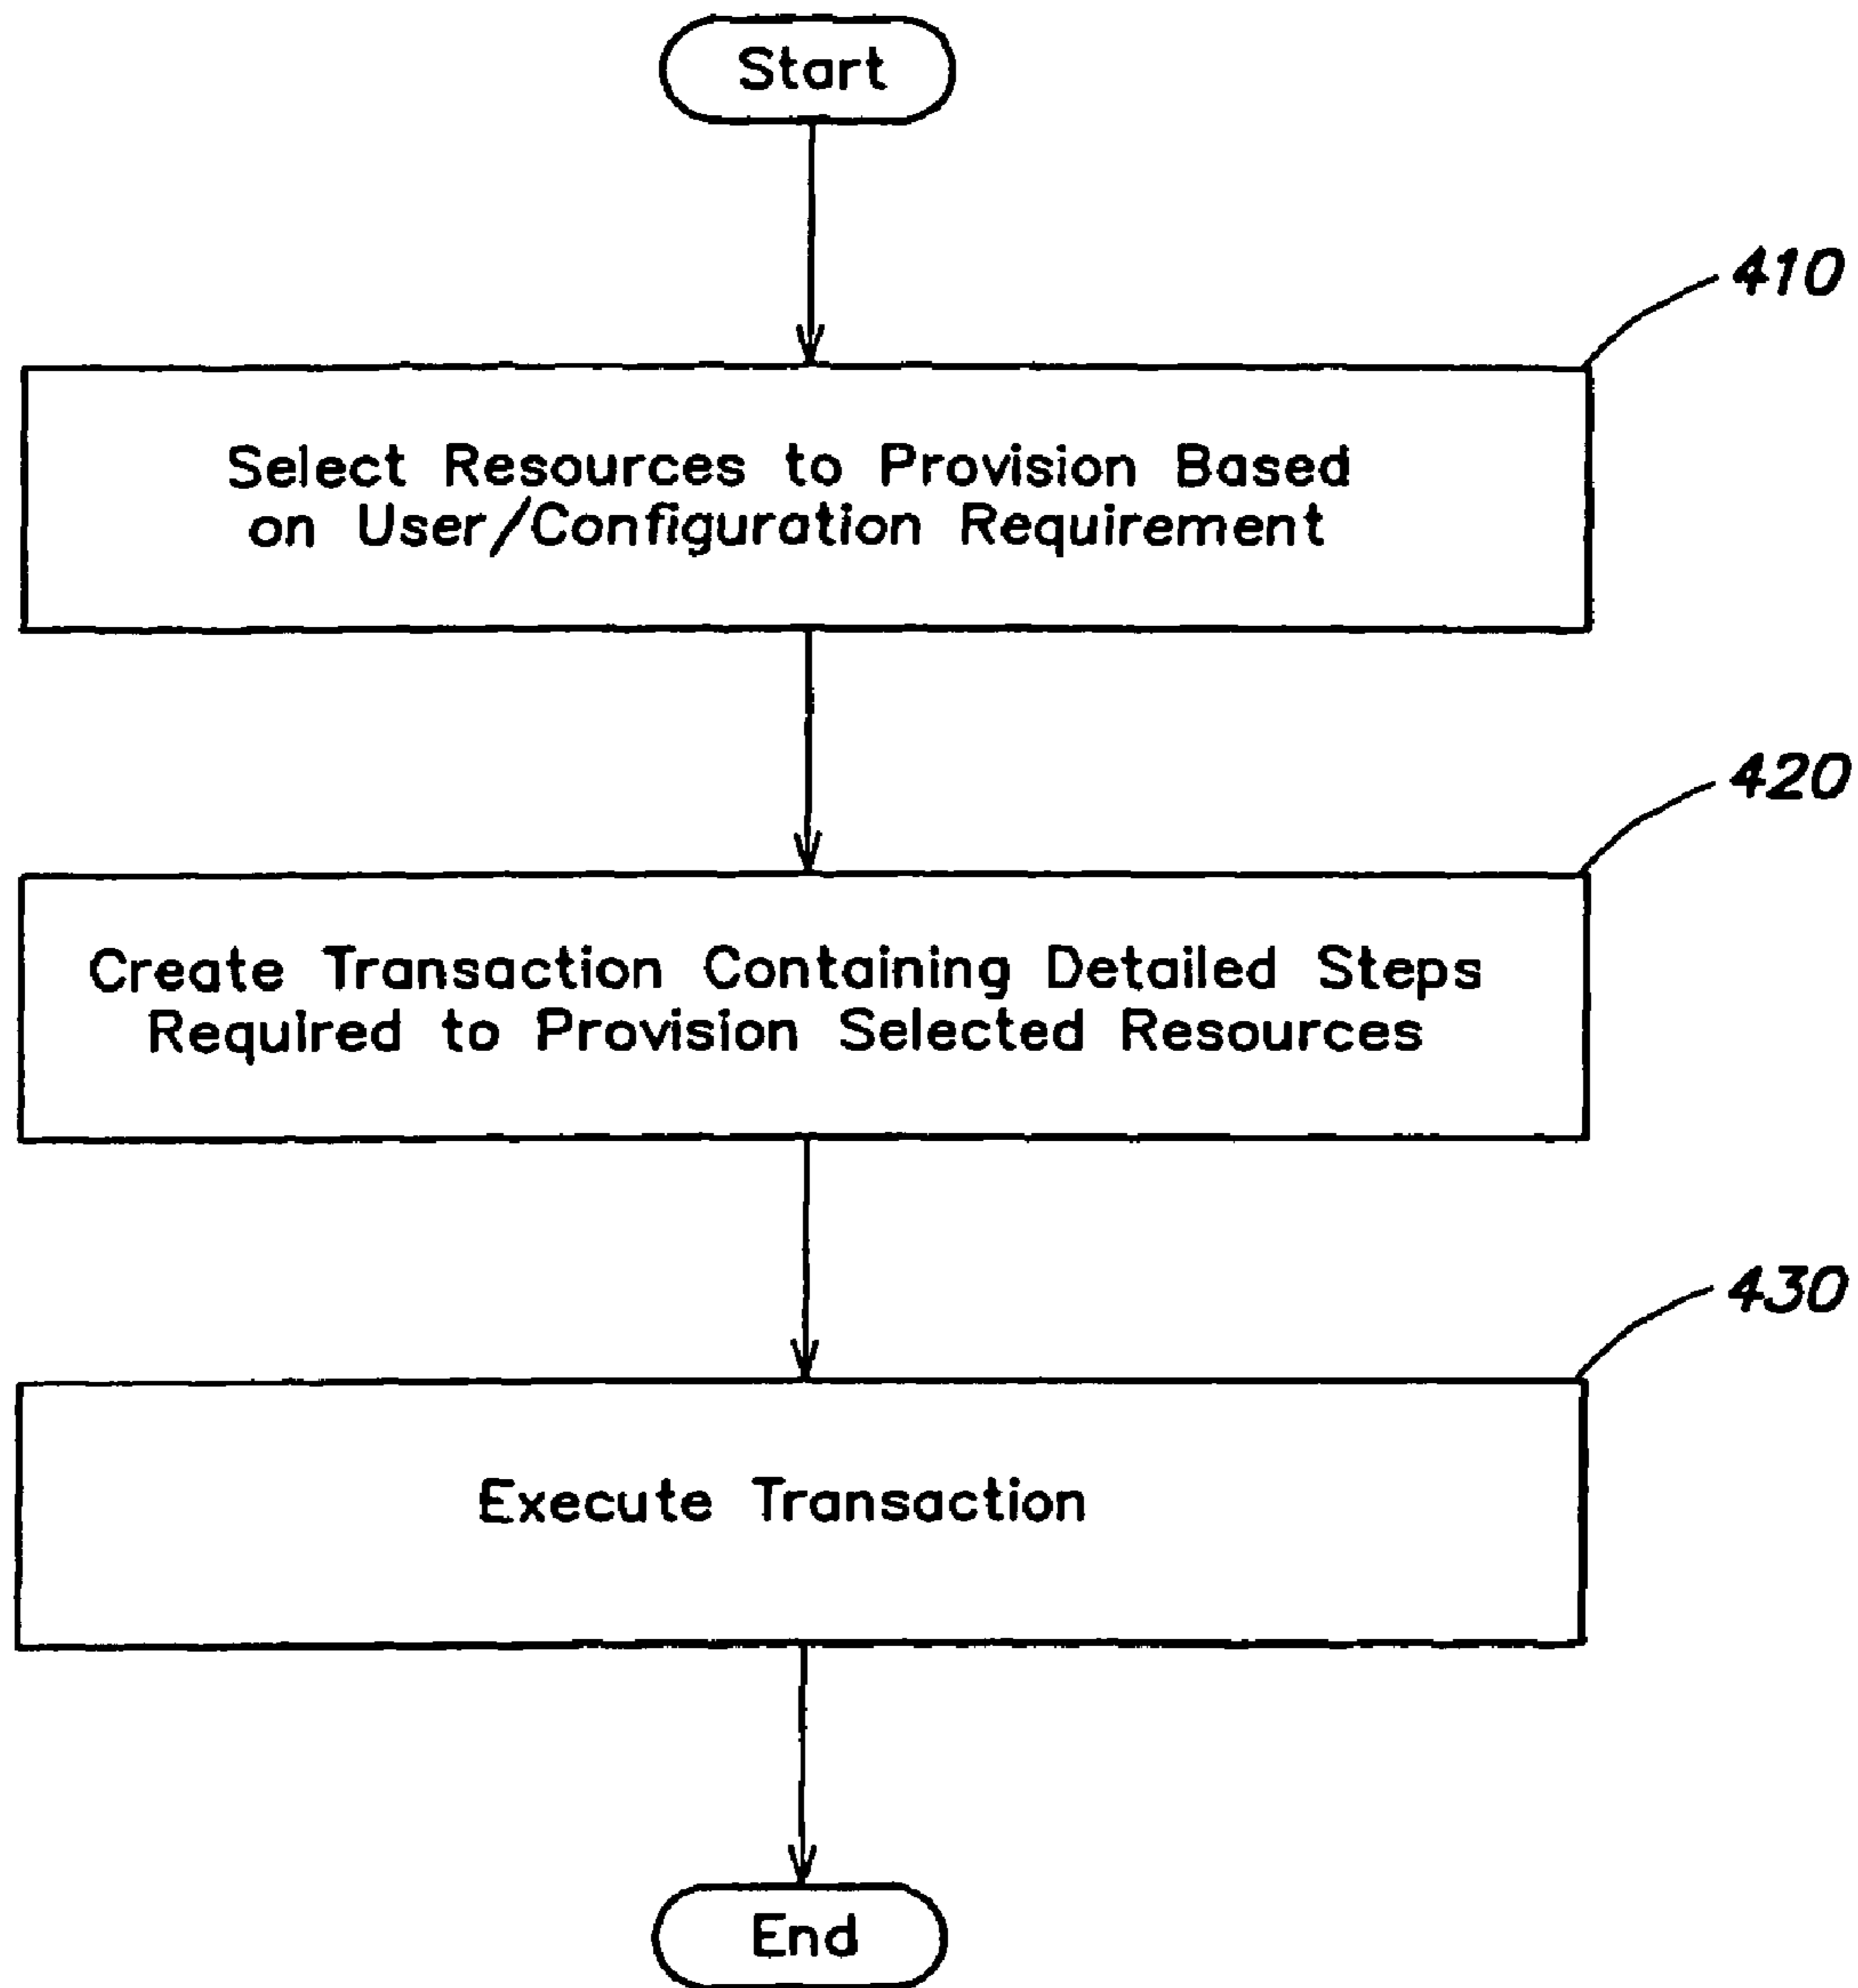 Start
410
Select Resources to Provision Based
on User/Configuration Requirement
420
Create Transaction Containing Detailed Steps
Required to Provision Selected Resources
430
Execute Transaction
End